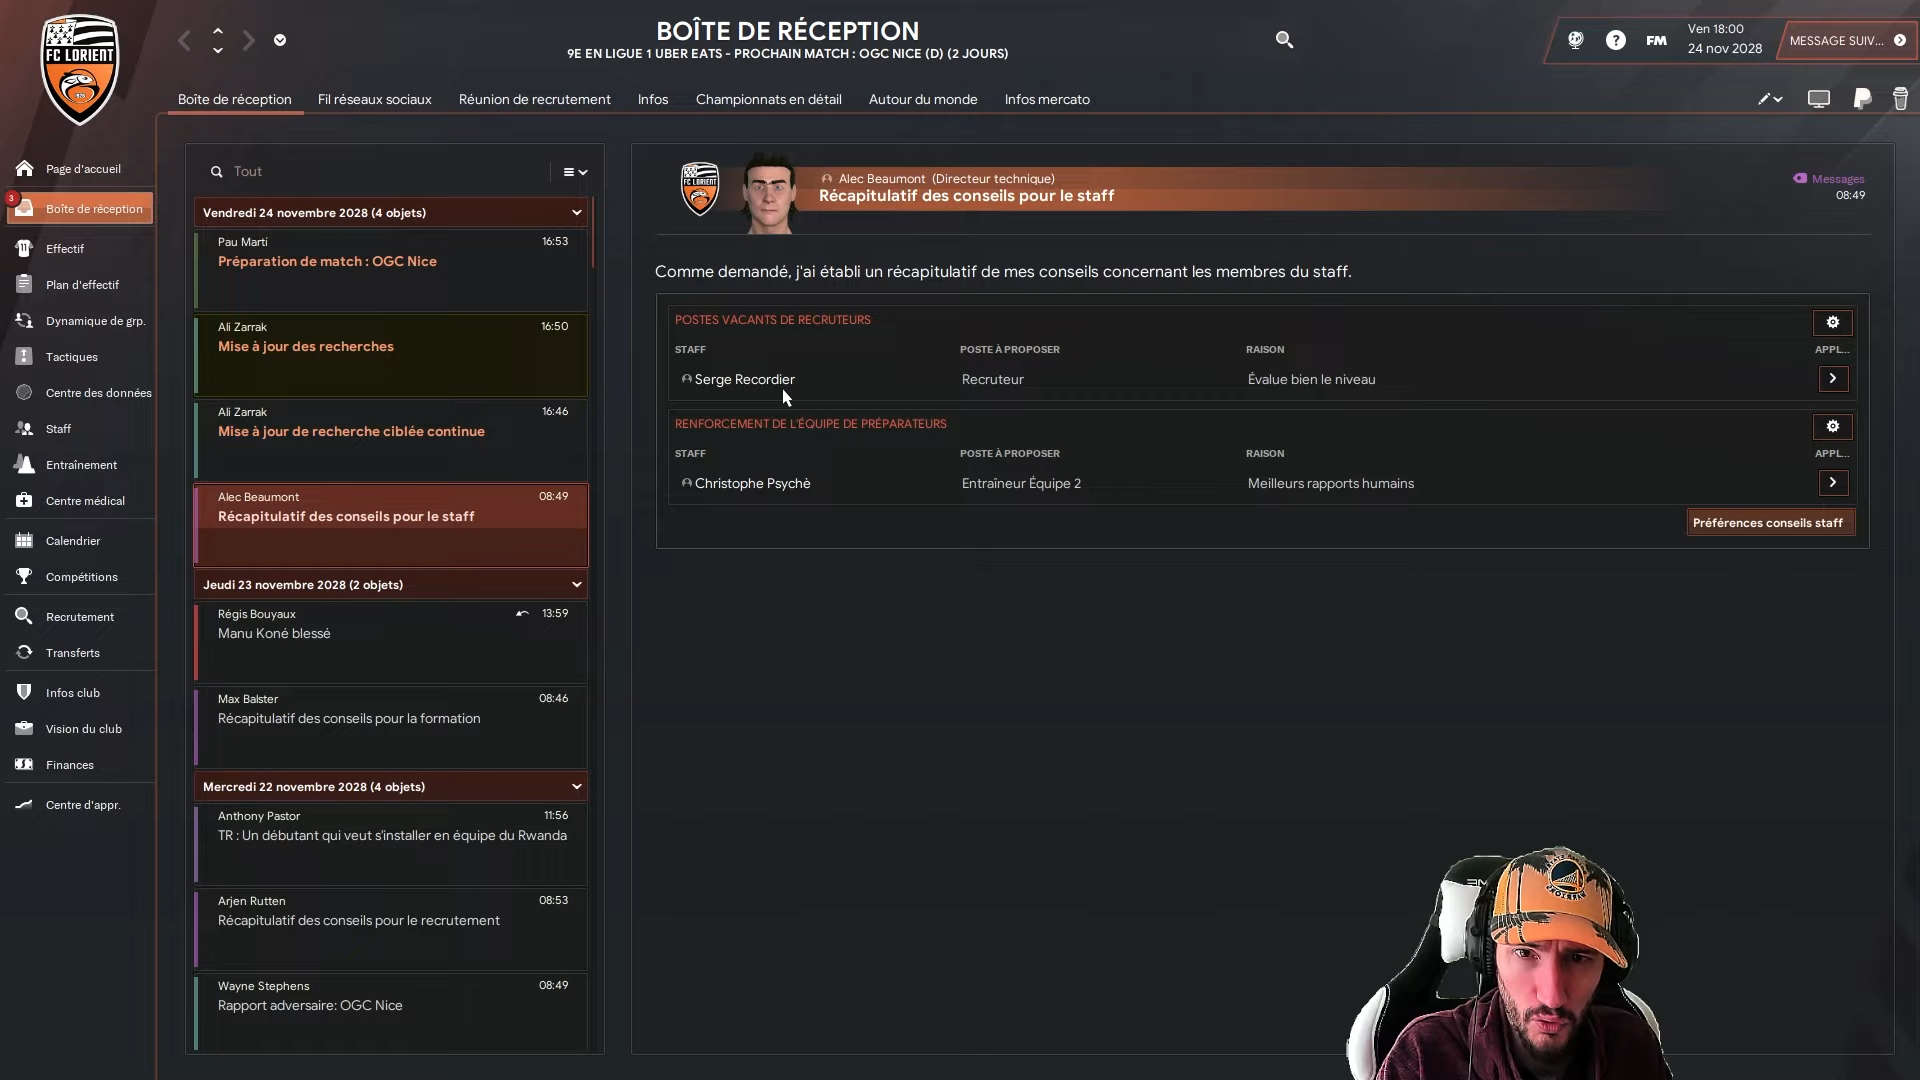 FC LORIENT
BOÎTE DE RÉCEPTION
9E EN LIGUE 1 UBER EATS - PROCHAIN MATCH : OGC NICE (D) (2 JOURS)
FM
Ven 18:00
24 nov 2028
MESSAGE SUIV...
Boîte de réception
Fil réseaux sociaux
Réunion de recrutement
Infos
Championnats en détail
Autour du monde
Infos mercato
Page d'accueil
3
Boîte de réception
Effectif
Plan d'effectif
Dynamique de grp.
Tactiques
Centre des données
Staff
Entraînement
Centre médical
Calendrier
Compétitions
Recrutement
Transferts
Infos club
Vision du club
Finances
Centre d'appr.
Tout
Vendredi 24 novembre 2028 (4 objets)
Pau Martí 16:53
Préparation de match : OGC Nice
Ali Zarrak 16:50
Mise à jour des recherches
Ali Zarrak 16:46
Mise à jour de recherche ciblée continue
Alec Beaumont 08:49
Récapitulatif des conseils pour le staff
Jeudi 23 novembre 2028 (2 objets)
Régis Bouyaux 13:59
Manu Koné blessé
Max Balster 08:46
Récapitulatif des conseils pour la formation
Mercredi 22 novembre 2028 (4 objets)
Anthony Pastor 11:56
TR : Un débutant qui veut s'installer en équipe du Rwanda
Arjen Rutten 08:53
Récapitulatif des conseils pour le recrutement
Wayne Stephens 08:49
Rapport adversaire: OGC Nice
FC LORIENT
Alec Beaumont (Directeur technique)
Récapitulatif des conseils pour le staff
Messages
08:49
Comme demandé, j'ai établi un récapitulatif de mes conseils concernant les membres du staff.
POSTES VACANTS DE RECRUTEURS
STAFF POSTE À PROPOSER RAISON APPL...
Serge Recordier Recruteur Évalue bien le niveau
RENFORCEMENT DE L'ÉQUIPE DE PRÉPARATEURS
STAFF POSTE À PROPOSER RAISON APPL...
Christophe Psychè Entraîneur Équipe 2 Meilleurs rapports humains
Préférences conseils staff